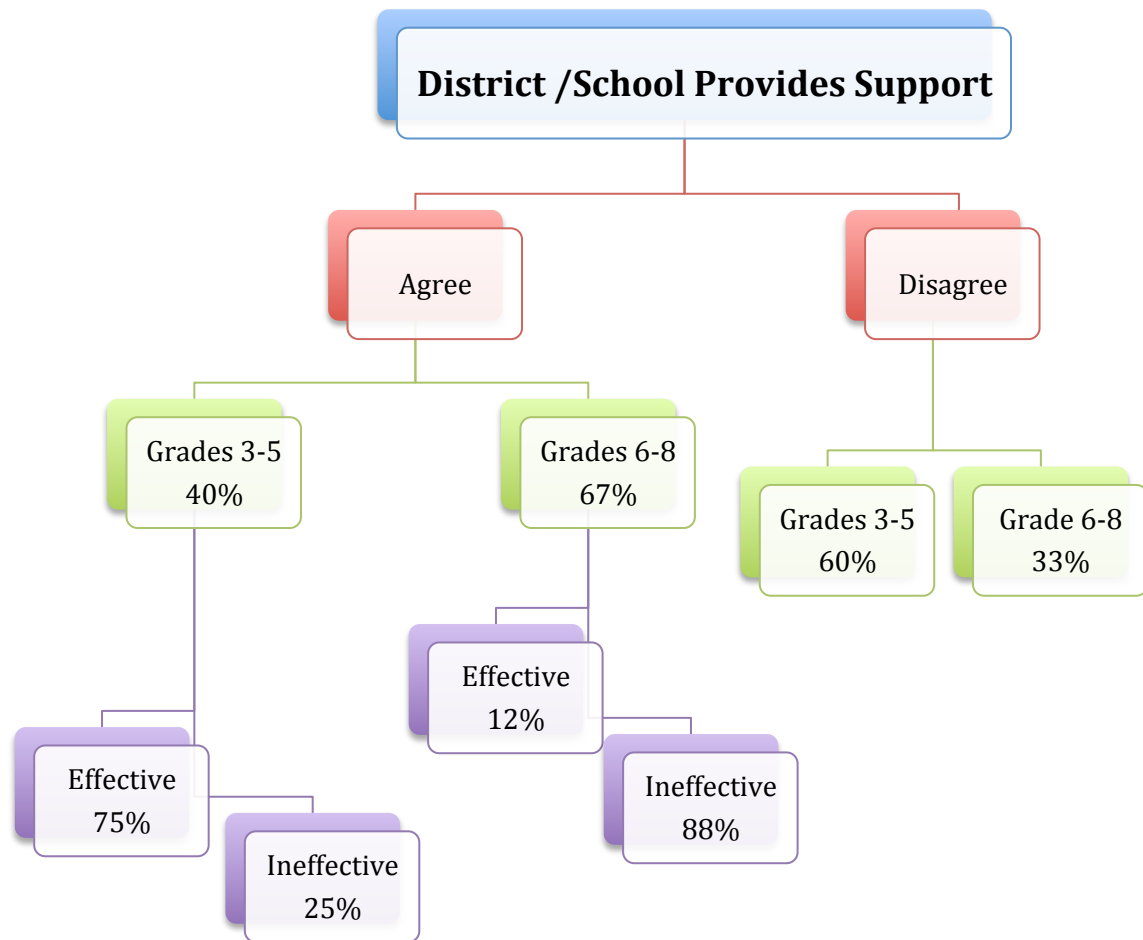 District /School Provides Support
Agree
Disagree
Grades 3-5
40%
Grades 6-8
67%
Grades 3-5
60%
Grade 6-8
33%
Effective
12%
Effective
75%
Ineffective
88%
Ineffective
25%